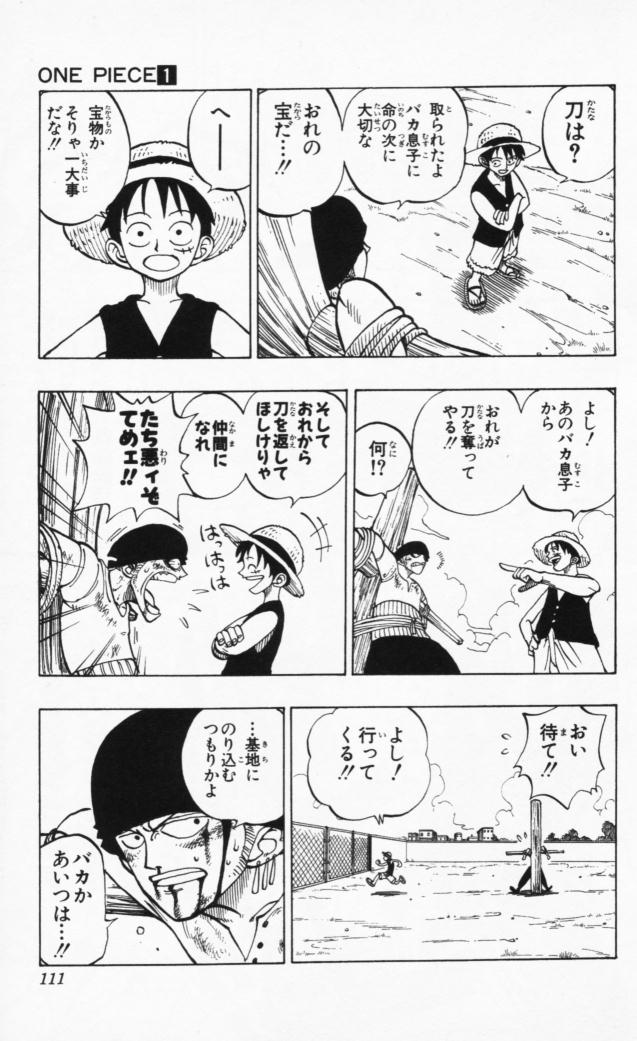 ONE PIECE 1
刀は？
取られたよ
バカ息子に
命の次に
大切な
おれの
宝だ…!!
へ——
宝物か
そりゃ一大事
だな!!
よし！
あのバカ息子
から
おれが
刀を奪って
やる!!
何!?
そして
おれから
刀を返して
ほしけりゃ
仲間に
なれ
はっはっは
たち悪ィぞ
てめェ!!
おい
待て!!
よし！
行って
くる!!
…基地に
のり込む
つもりかよ
バカか
あいつは…!!
111